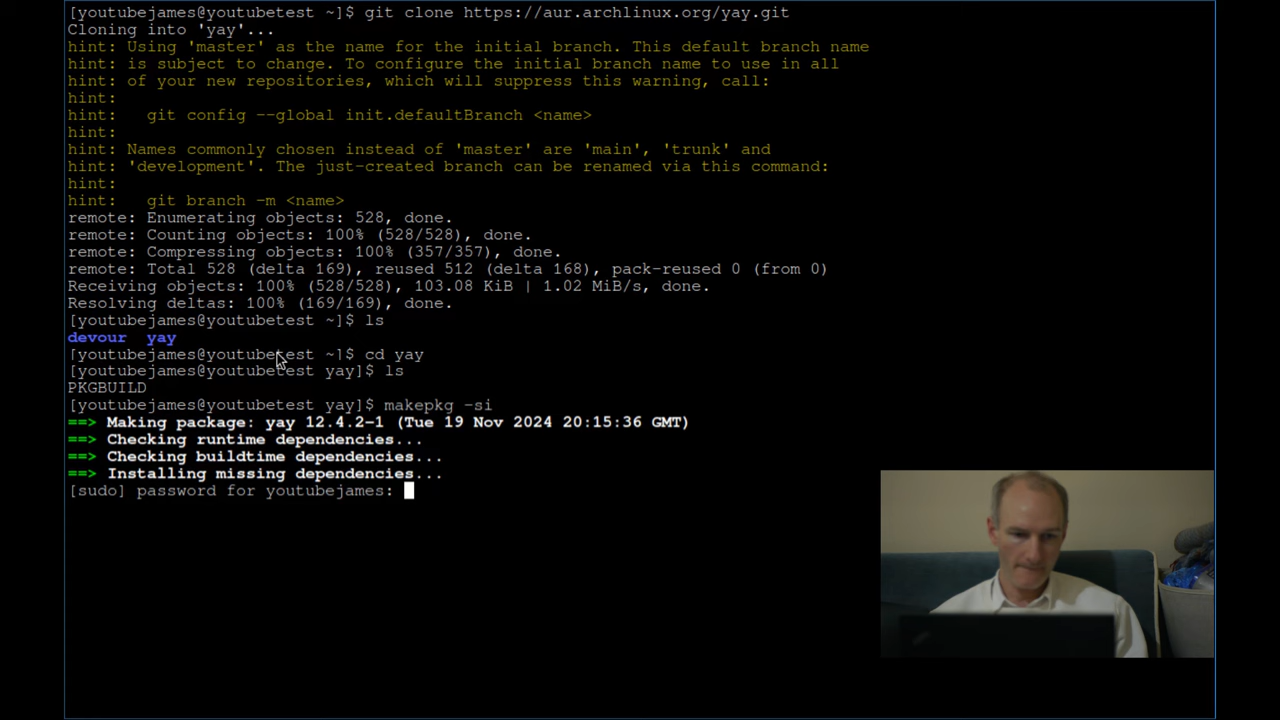 [youtubejames@youtubetest ~]$ git clone https://aur.archlinux.org/yay.git
Cloning into 'yay'...
hint: Using 'master' as the name for the initial branch. This default branch name
hint: is subject to change. To configure the initial branch name to use in all
hint: of your new repositories, which will suppress this warning, call:
hint:
hint:   git config --global init.defaultBranch <name>
hint:
hint: Names commonly chosen instead of 'master' are 'main', 'trunk' and
hint: 'development'. The just-created branch can be renamed via this command:
hint:
hint:   git branch -m <name>
remote: Enumerating objects: 528, done.
remote: Counting objects: 100% (528/528), done.
remote: Compressing objects: 100% (357/357), done.
remote: Total 528 (delta 169), reused 512 (delta 168), pack-reused 0 (from 0)
Receiving objects: 100% (528/528), 103.08 KiB | 1.02 MiB/s, done.
Resolving deltas: 100% (169/169), done.
[youtubejames@youtubetest ~]$ ls
devour  yay
[youtubejames@youtubetest ~]$ cd yay
[youtubejames@youtubetest yay]$ ls
PKGBUILD
[youtubejames@youtubetest yay]$ makepkg -si
==> Making package: yay 12.4.2-1 (Tue 19 Nov 2024 20:15:36 GMT)
==> Checking runtime dependencies...
==> Checking buildtime dependencies...
==> Installing missing dependencies...
[sudo] password for youtubejames: